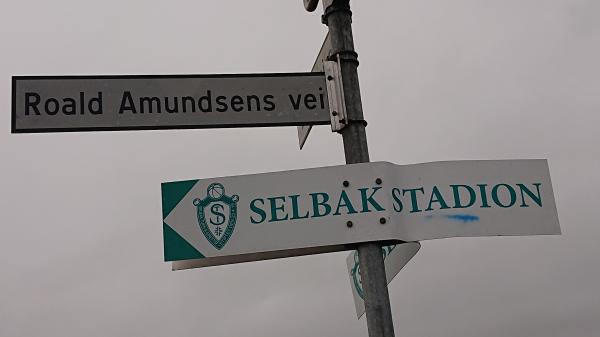 Roald Amundsens vei
SELBAK STADION